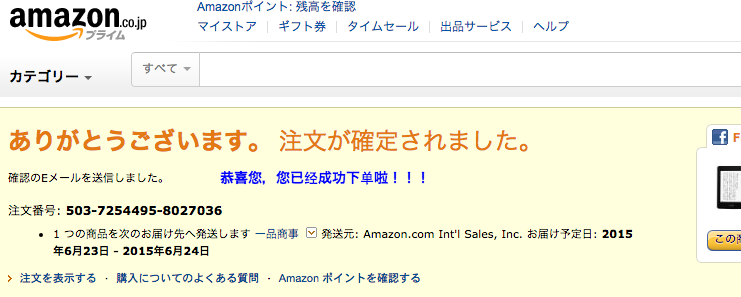 Amazonポイント: 残高を確認
amazon.co.jp
プライム
マイストア ギフト券 タイムセール 出品サービス ヘルプ
カテゴリー
すべて
ありがとうございます。 注文が確定されました。
確認のEメールを送信しました。
恭喜您，您已经成功下单啦！！！
注文番号: 503-7254495-8027036
• 1 つの商品を次のお届け先へ発送します 一品商事 発送元: Amazon.com Int'l Sales, Inc. お届け予定日: 2015
年6月23日 - 2015年6月24日
注文を表示する · 購入についてのよくある質問 · Amazon ポイントを確認する
F
この商